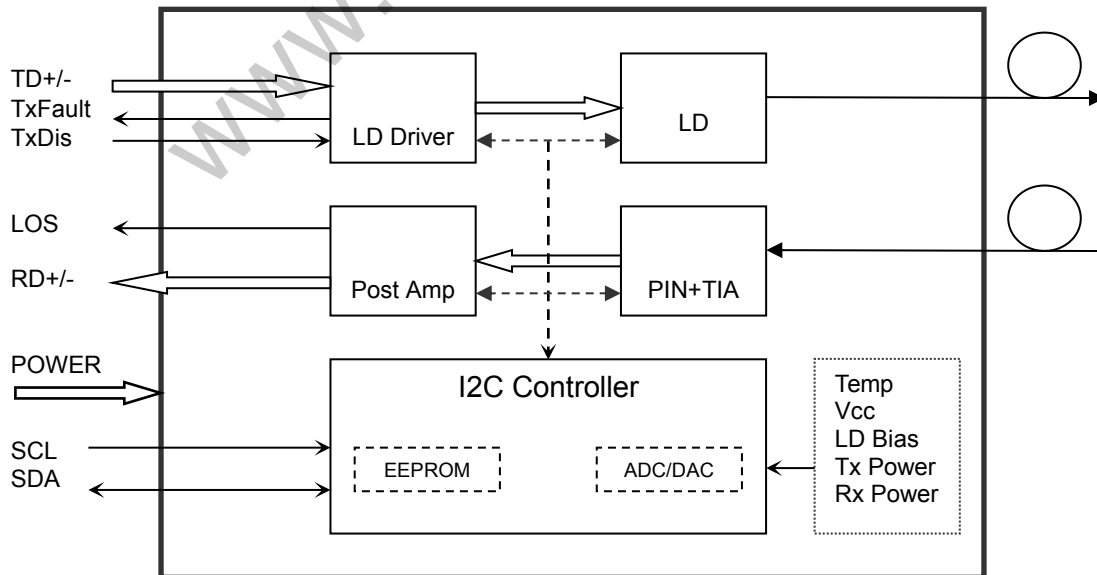 www.
TD+/-
TxFault
TxDis
LD Driver
LD
LOS
RD+/-
Post Amp
PIN+TIA
POWER
I2C Controller
SCL
SDA
EEPROM
ADC/DAC
Temp
Vcc
LD Bias
Tx Power
Rx Power